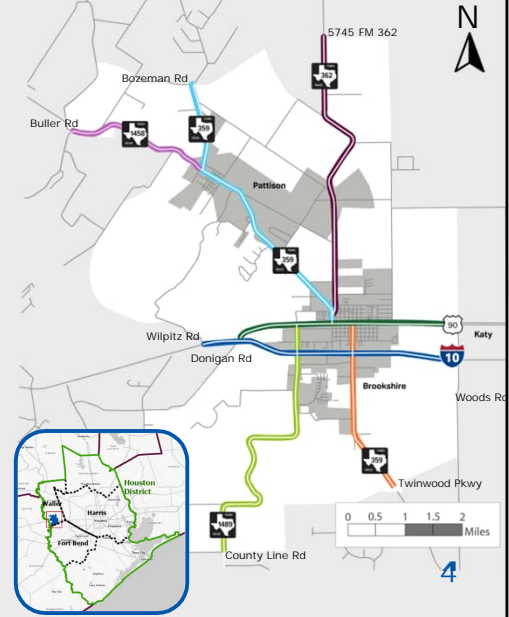 N
5745 FM 362
362
Bozeman Rd
Buller Rd
1458
359
Pattison
359
90
Katy
Wilpitz Rd
10
Donigan Rd
Brookshire
Woods Rd
Houston
District
Waller
Harris
Fort Bend
359
Twinwood Pkwy
1489
0 0.5 1 1.5 2
Miles
County Line Rd
4